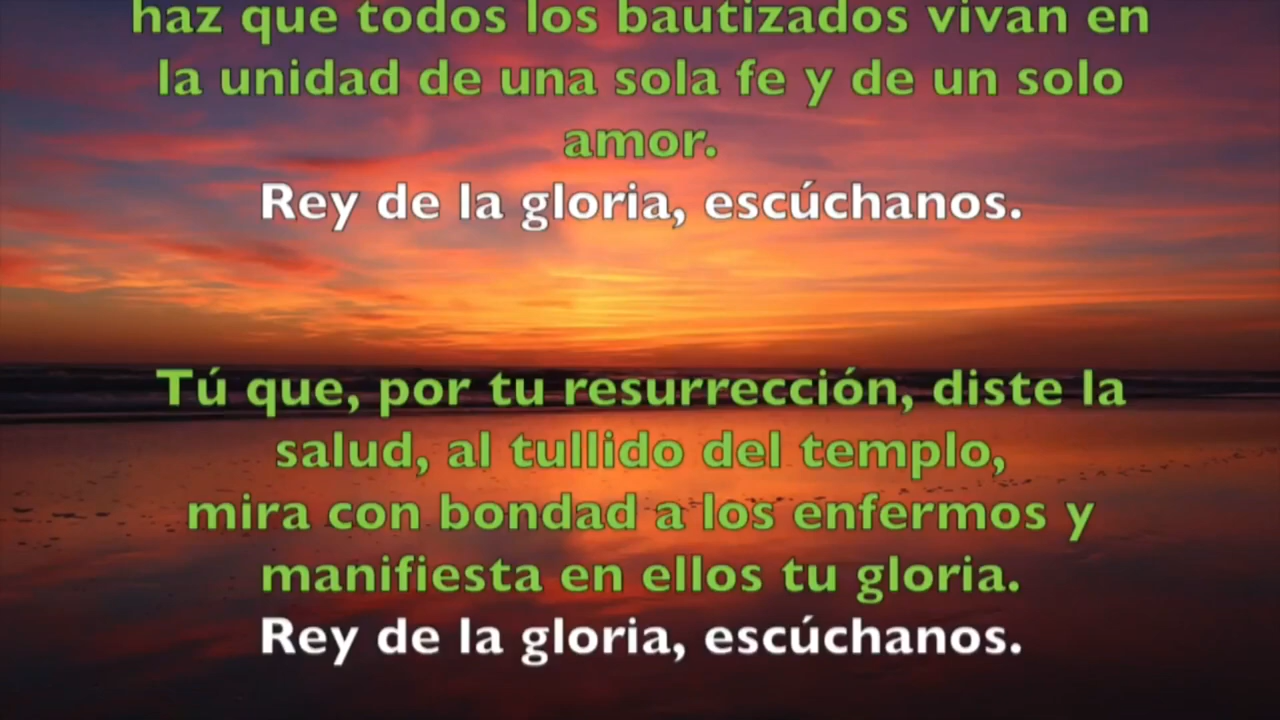 haz que todos los bautizados vivan en
la unidad de una sola fe y de un solo
amor.
Rey de la gloria, escúchanos.
Tú que, por tu resurrección, diste la
salud, al tullido del templo,
mira con bondad a los enfermos y
manifiesta en ellos tu gloria.
Rey de la gloria, escúchanos.